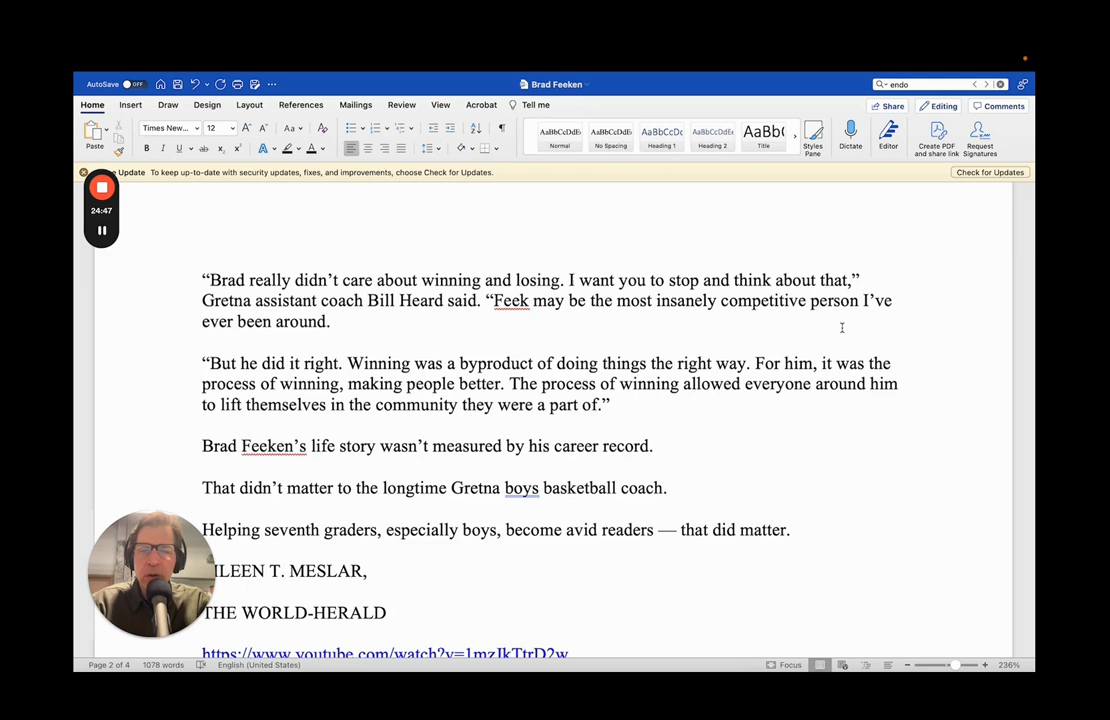 AutoSave OFF
Brad Feeken
endo
Home Insert Draw Design Layout References Mailings Review View Acrobat Tell me
Share Editing Comments
Paste
Times New... 12
AaBbCcDdEe AaBbCcDdEe AaBbCcDc AaBbCcDdEe AaBb(
Normal No Spacing Heading 1 Heading 2 Title
Styles Pane
Dictate
Editor
Create PDF and share link
Request Signatures
Update To keep up-to-date with security updates, fixes, and improvements, choose Check for Updates.
Check for Updates
24:47
“Brad really didn’t care about winning and losing. I want you to stop and think about that,”
Gretna assistant coach Bill Heard said. “Feek may be the most insanely competitive person I’ve
ever been around.
“But he did it right. Winning was a byproduct of doing things the right way. For him, it was the
process of winning, making people better. The process of winning allowed everyone around him
to lift themselves in the community they were a part of.”
Brad Feeken’s life story wasn’t measured by his career record.
That didn’t matter to the longtime Gretna boys basketball coach.
Helping seventh graders, especially boys, become avid readers — that did matter.
ILEEN T. MESLAR,
THE WORLD-HERALD
Page 2 of 4 1078 words English (United States)
Focus
236%